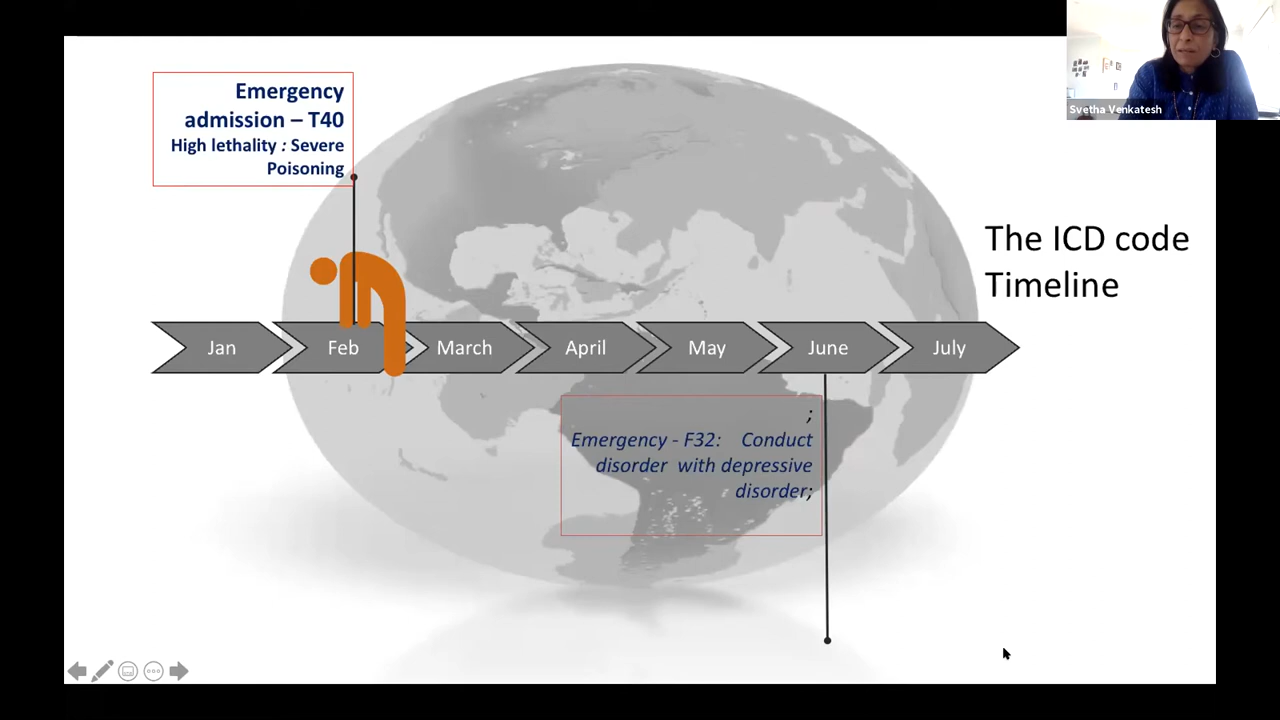 Svetha Venkatesh
Emergency
admission – T40
High lethality : Severe
Poisoning
The ICD code
Timeline
Jan
Feb
March
April
May
June
July
;
Emergency - F32: Conduct
disorder with depressive
disorder;